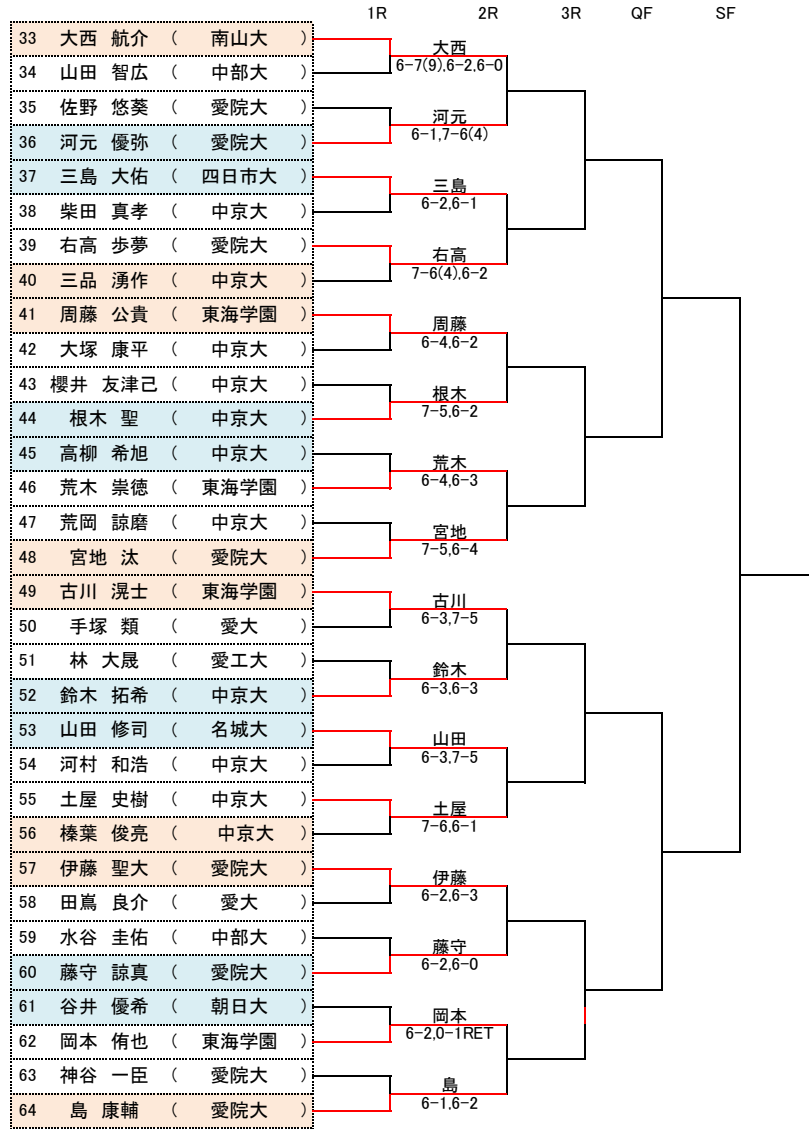 1R 2R 3R QF SF
33 大西 航介 ( 南山大 )
34 山田 智広 ( 中部大 )
大西
6-7(9),6-2,6-0
35 佐野 悠葵 ( 愛院大 )
36 河元 優弥 ( 愛院大 )
河元
6-1,7-6(4)
37 三島 大佑 ( 四日市大 )
38 柴田 真孝 ( 中京大 )
三島
6-2,6-1
39 右高 歩夢 ( 愛院大 )
40 三品 湧作 ( 中京大 )
右高
7-6(4),6-2
41 周藤 公貴 ( 東海学園 )
42 大塚 康平 ( 中京大 )
周藤
6-4,6-2
43 櫻井 友津己 ( 中京大 )
44 根木 聖 ( 中京大 )
根木
7-5,6-2
45 高柳 希旭 ( 中京大 )
46 荒木 崇徳 ( 東海学園 )
荒木
6-4,6-3
47 荒岡 諒磨 ( 中京大 )
48 宮地 汰 ( 愛院大 )
宮地
7-5,6-4
49 古川 滉士 ( 東海学園 )
50 手塚 類 ( 愛大 )
古川
6-3,7-5
51 林 大晟 ( 愛工大 )
52 鈴木 拓希 ( 中京大 )
鈴木
6-3,6-3
53 山田 修司 ( 名城大 )
54 河村 和浩 ( 中京大 )
山田
6-3,7-5
55 土屋 史樹 ( 中京大 )
56 榛葉 俊亮 ( 中京大 )
土屋
7-6,6-1
57 伊藤 聖大 ( 愛院大 )
58 田嶌 良介 ( 愛大 )
伊藤
6-2,6-3
59 水谷 圭佑 ( 中部大 )
60 藤守 諒真 ( 愛院大 )
藤守
6-2,6-0
61 谷井 優希 ( 朝日大 )
62 岡本 侑也 ( 東海学園 )
岡本
6-2,0-1RET
63 神谷 一臣 ( 愛院大 )
64 島 康輔 ( 愛院大 )
島
6-1,6-2